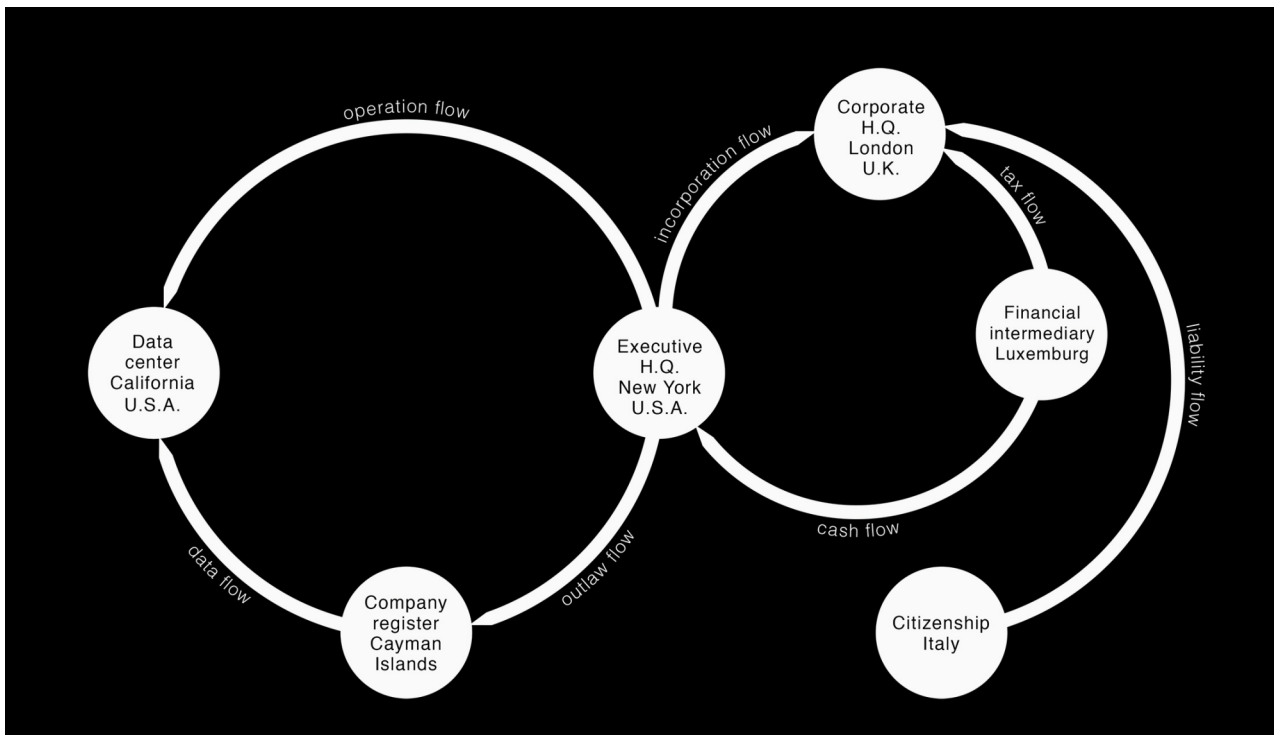 operation flow
Corporate
H.Q.
London
U.K.
incorporation flow
tax flow
Financial
intermediary
Luxemburg
liability flow
Data
center
California
U.S.A.
Executive
H.Q.
New York
U.S.A.
cash flow
data flow
outlaw flow
Company
register
Cayman
Islands
Citizenship
Italy